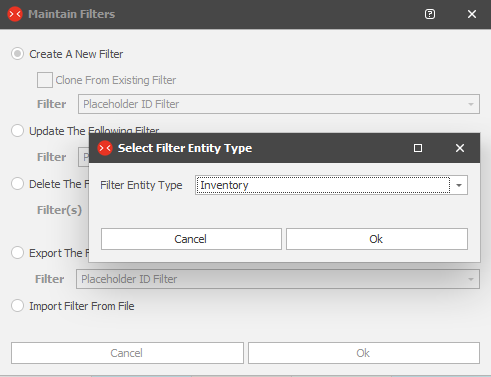 Maintain Filters
Create A New Filter
Clone From Existing Filter
Filter Placeholder ID Filter
Update The Following Filter
Filter
Select Filter Entity Type
Delete The
Filter Entity Type Inventory
Filter(s)
Cancel Ok
Export The
Filter Placeholder ID Filter
Import Filter From File
Cancel Ok